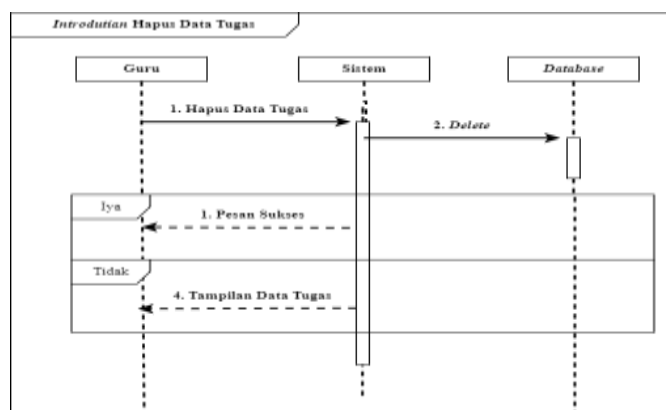 Introdutian Hapus Data Tugas
Guru
Sistem
Database
1. Hapus Data Tugas
2. Delete
Iya
1. Pesan Sukses
Tidak
4. Tampilan Data Tugas